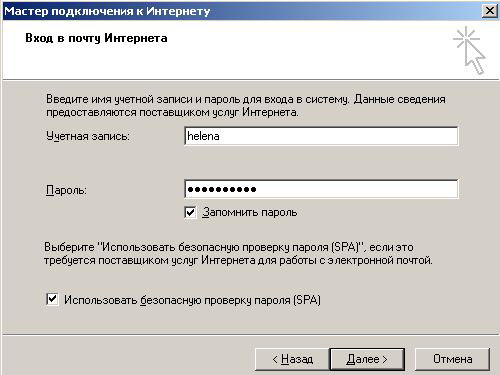 Мастер подключения к Интернету
Вход в почту Интернета
Введите имя учетной записи и пароль для входа в систему. Данные сведения
предоставляются поставщиком услуг Интернета.
Учетная запись:
helena
Пароль:
●●●●●●●●●●
Запомнить пароль
Выберите "Использовать безопасную проверку пароля (SPA)", если это
требуется поставщиком услуг Интернета для работы с электронной почтой.
Использовать безопасную проверку пароля (SPA)
< Назад
Далее >
Отмена